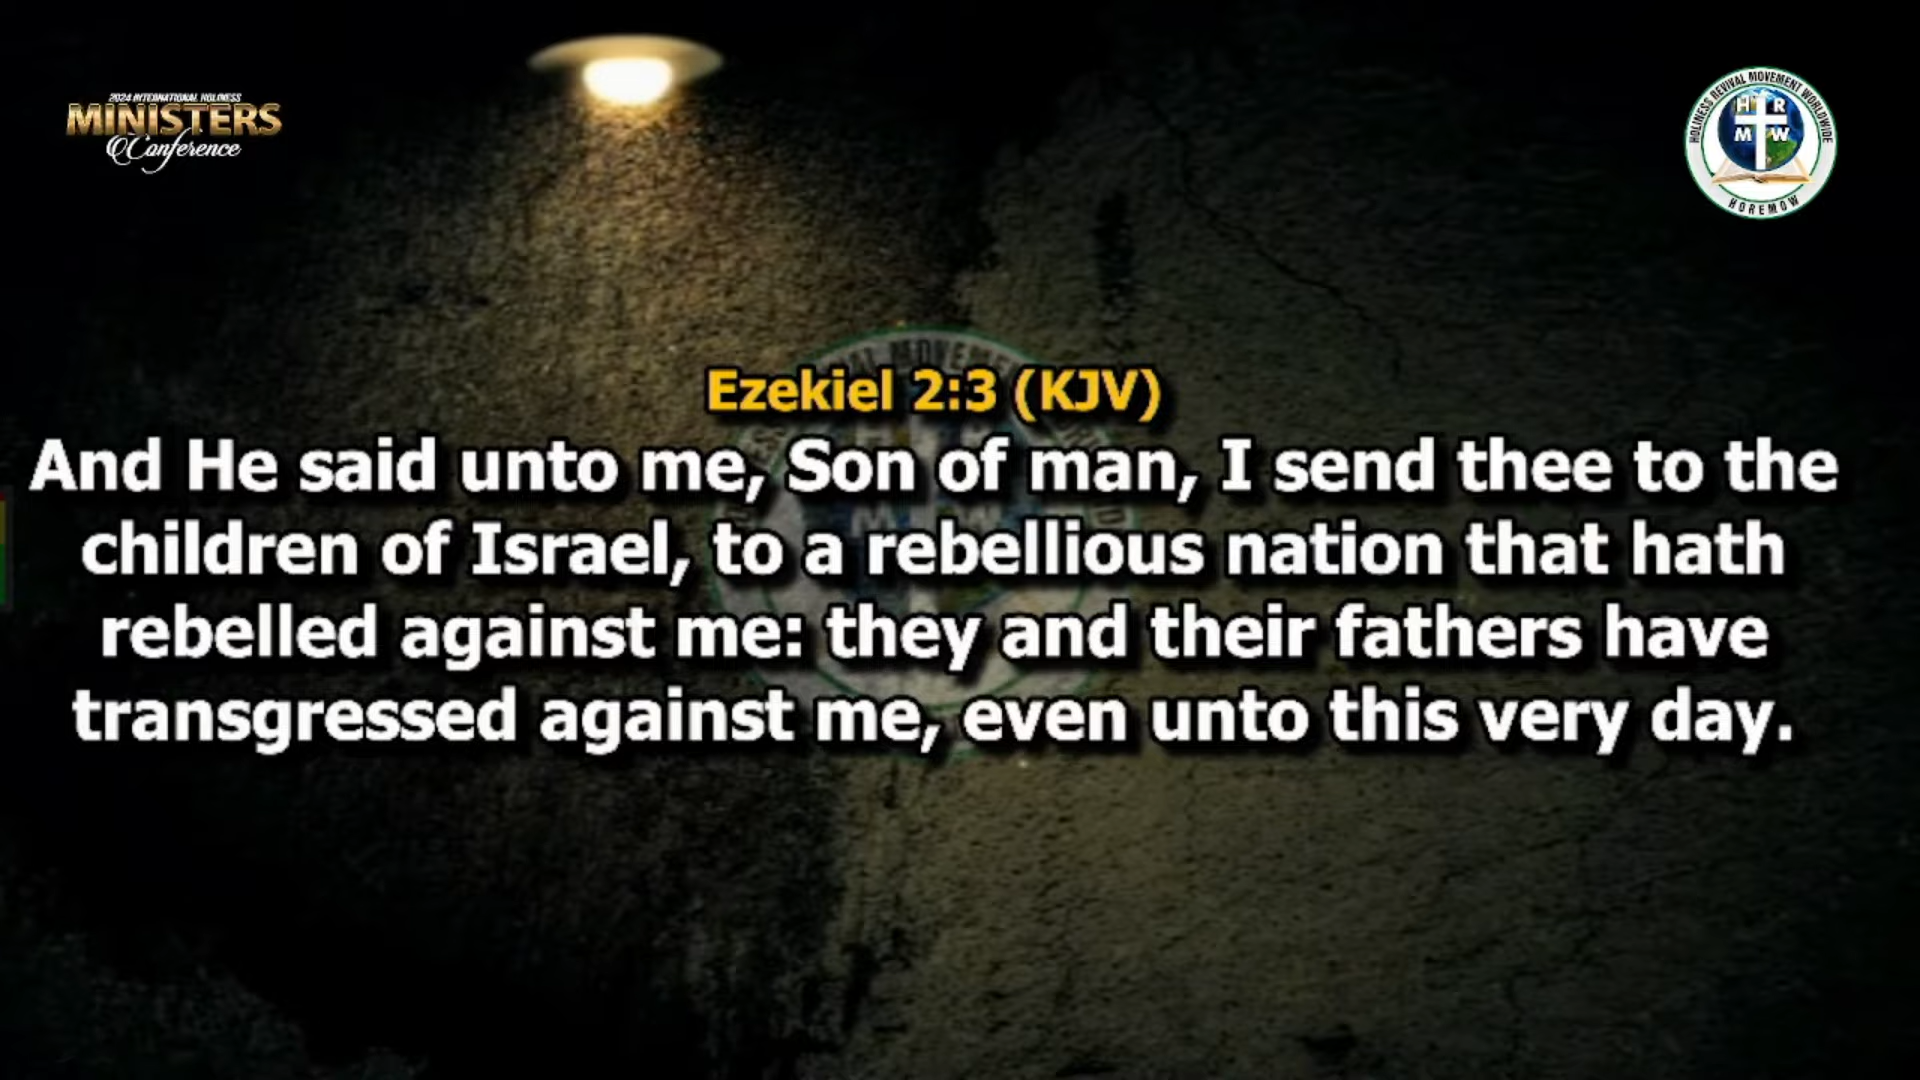 2024 INTERNATIONAL HOLINESS
MINISTERS
Conference
HOLINESS REVIVAL MOVEMENT WORLDWIDE
H R
M W
HOREMOW
Ezekiel 2:3 (KJV)
And He said unto me, Son of man, I send thee to the
children of Israel, to a rebellious nation that hath
rebelled against me: they and their fathers have
transgressed against me, even unto this very day.